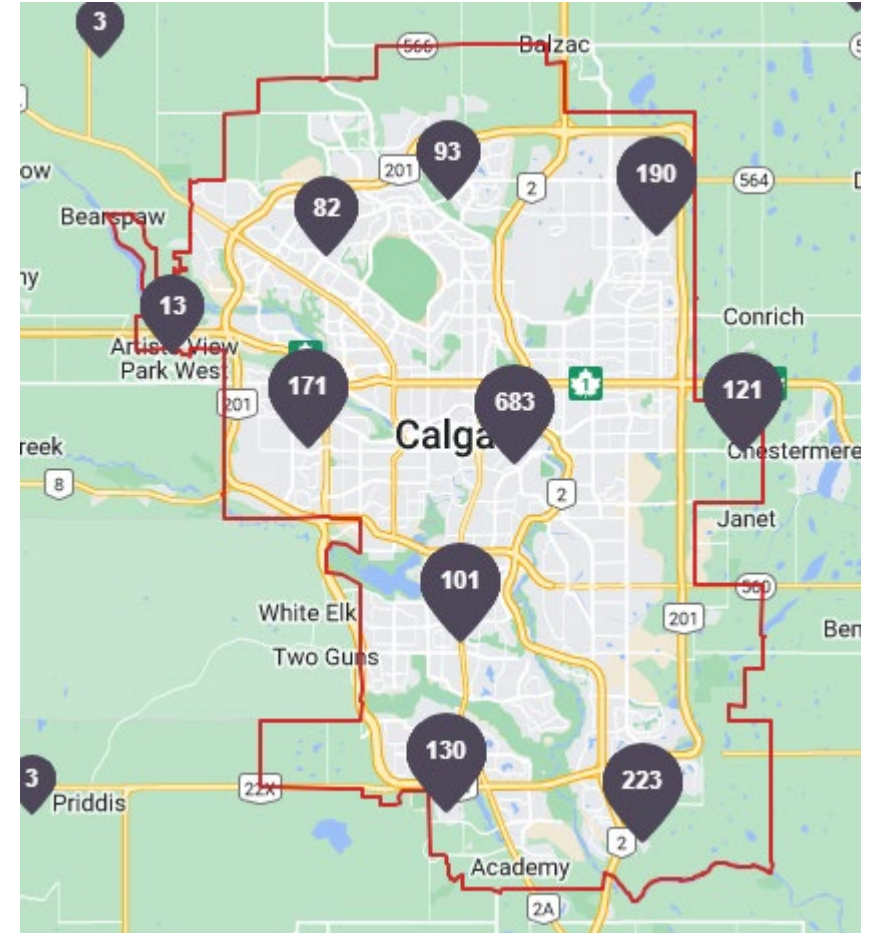 3
566
Balzac
93
201
190
2
564
82
ow
Bearspaw
ny
13
Conrich
Artists View
Park West
171
1
121
201
683
Calga
reek
Chestermere
8
2
Janet
101
560
White Elk
201
Ben
Two Guns
130
3
223
22X
Priddis
2
Academy
2A